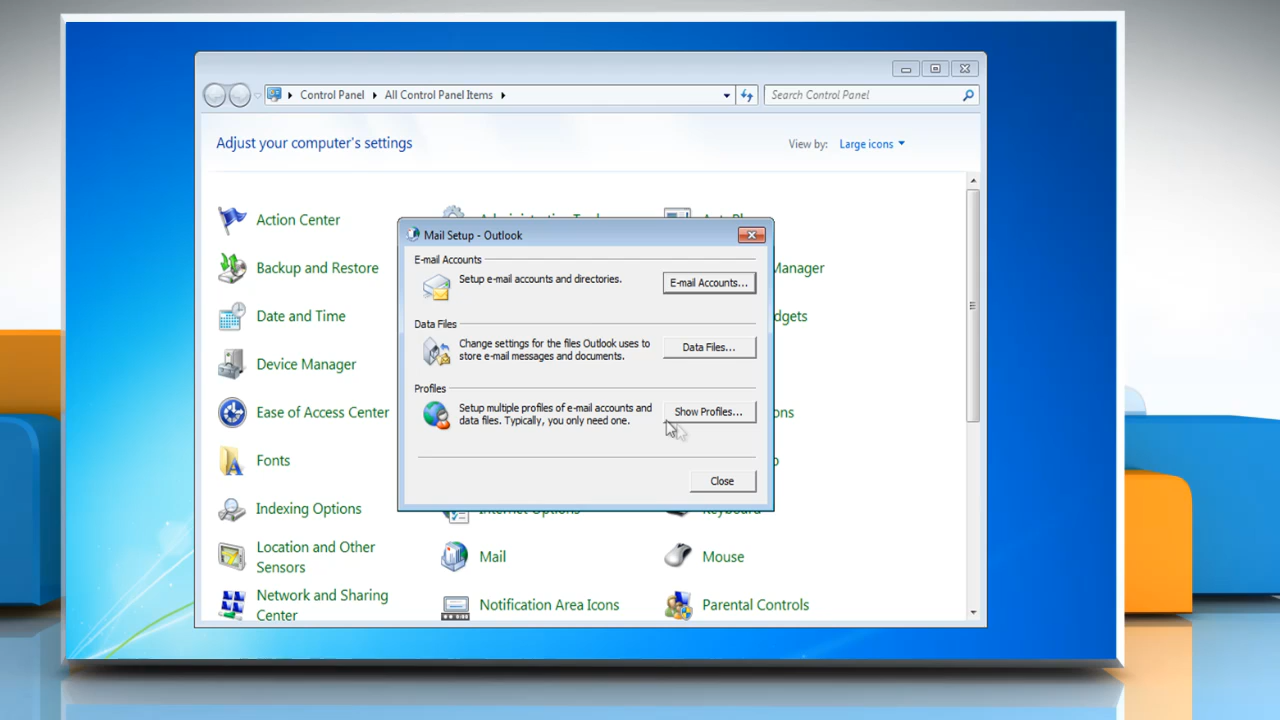 Control Panel
All Control Panel Items
Search Control Panel
Adjust your computer's settings
View by:
Large icons
Action Center
Backup and Restore
Manager
Date and Time
Device Manager
Ease of Access Center
Fonts
Indexing Options
Internet Options
Keyboard
Location and Other
Sensors
Mail
Mouse
Network and Sharing
Center
Notification Area Icons
Parental Controls
Mail Setup - Outlook
E-mail Accounts
Setup e-mail accounts and directories.
E-mail Accounts...
Data Files
Change settings for the files Outlook uses to
store e-mail messages and documents.
Data Files...
Profiles
Setup multiple profiles of e-mail accounts and
data files. Typically, you only need one.
Show Profiles...
Close